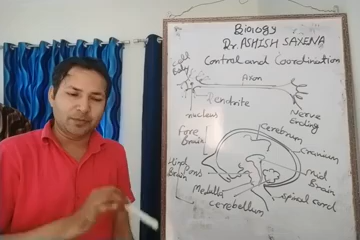 Biology
Dr. ASHISH SAXENA
Control and Coordination
Cell
Body
Axon
Dendrite
nucleus
Nerve
Ending
Fore
Brain
Cerebrum
Cranium
Hind
Brain
Pons
Mid
Brain
Medulla
Spinal cord
Cerebellum